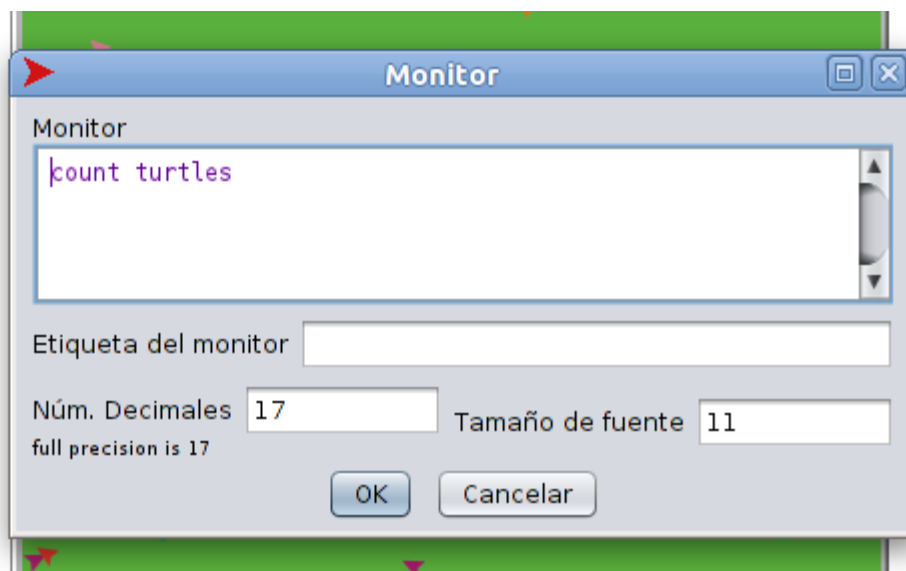 Monitor
Monitor
count turtles
Etiqueta del monitor
Núm. Decimales 17 Tamaño de fuente 11
full precision is 17
OK Cancelar